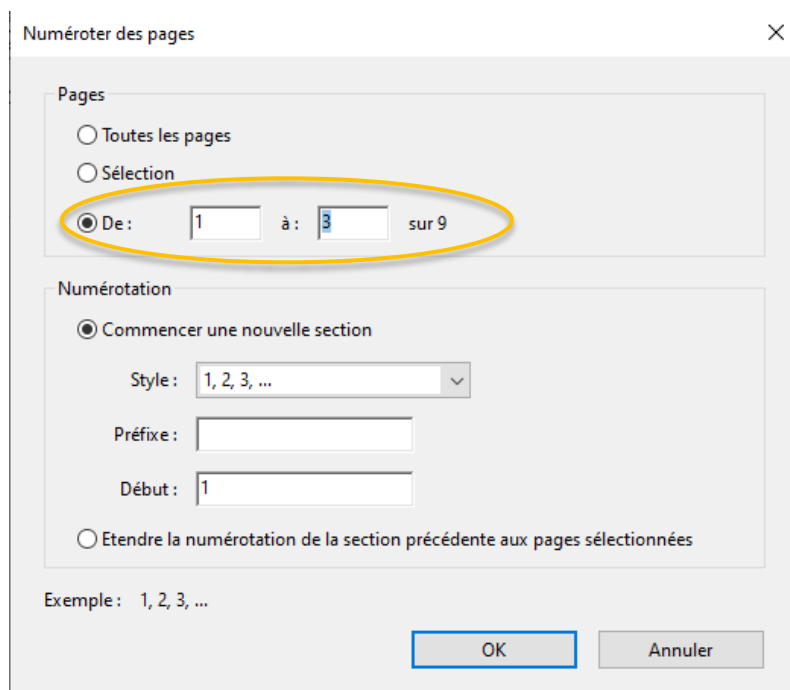 Numéroter des pages
Pages
Toutes les pages
Sélection
De : 1 à : 3 sur 9
Numérotation
Commencer une nouvelle section
Style : 1, 2, 3, ...
Préfixe :
Début : 1
Etendre la numérotation de la section précédente aux pages sélectionnées
Exemple : 1, 2, 3, ...
OK Annuler